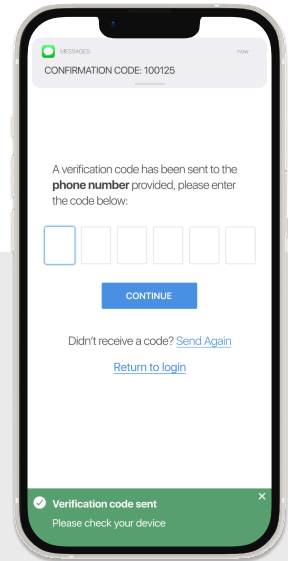 MESSAGES now
CONFIRMATION CODE: 100125
A verification code has been sent to the
phone number provided, please enter
the code below:
CONTINUE
Didn't receive a code? Send Again
Return to login
Verification code sent
Please check your device